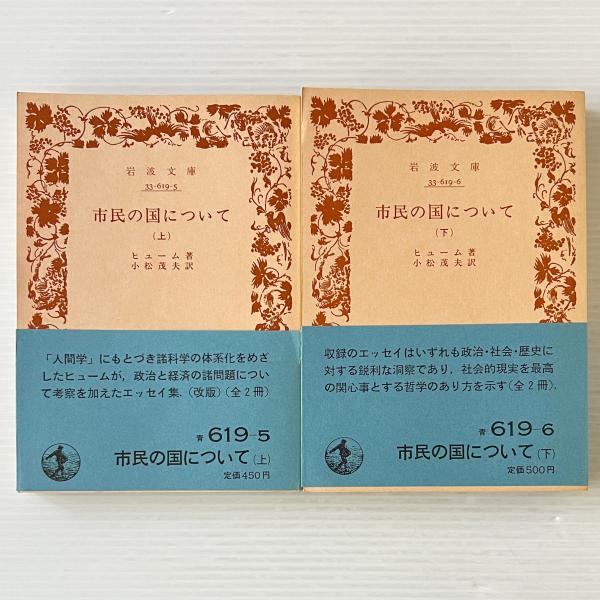 岩波文庫
33-619-5
市民の国について
(上)
ヒューム著
小松茂夫訳
「人間学」にもとづき諸科学の体系化をめざ
したヒュームが，政治と経済の諸問題につい
て考察を加えたエッセイ集．(改版)(全2冊)
青 619-5
市民の国について(上)
定価450円
岩波文庫
33-619-6
市民の国について
(下)
ヒューム著
小松茂夫訳
収録のエッセイはいずれも政治・社会・歴史に
対する鋭利な洞察であり，社会的現実を最高
の関心事とする哲学のあり方を示す(全2冊)．
青 619-6
市民の国について(下)
定価500円